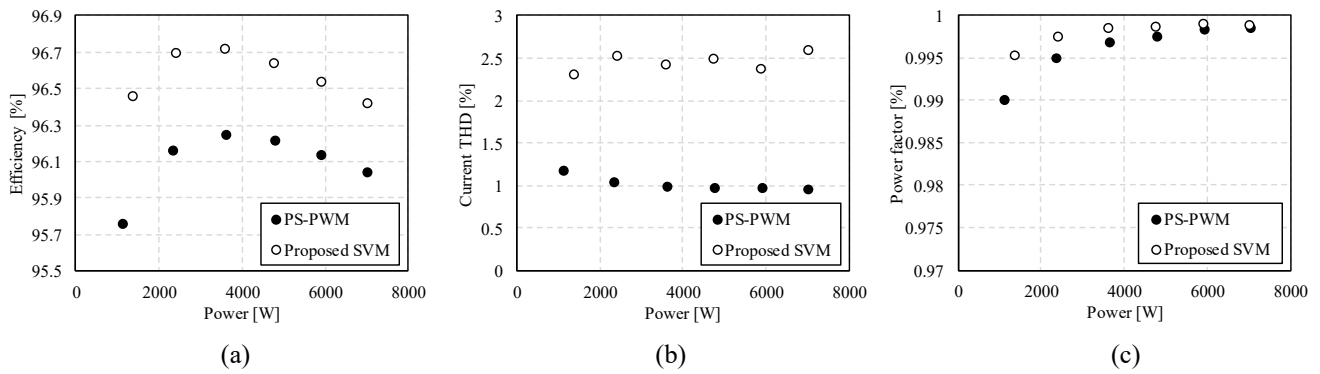 96.9
96.7
96.5
96.3
96.1
95.9
95.7
95.5
Efficiency [%]
PS-PWM
Proposed SVM
0 2000 4000 6000 8000
Power [W]
(a)
3
2.5
2
1.5
1
0.5
0
Current THD [%]
PS-PWM
Proposed SVM
0 2000 4000 6000 8000
Power [W]
(b)
1
0.995
0.99
0.985
0.98
0.975
0.97
Power factor [%]
PS-PWM
Proposed SVM
0 2000 4000 6000 8000
Power [W]
(c)